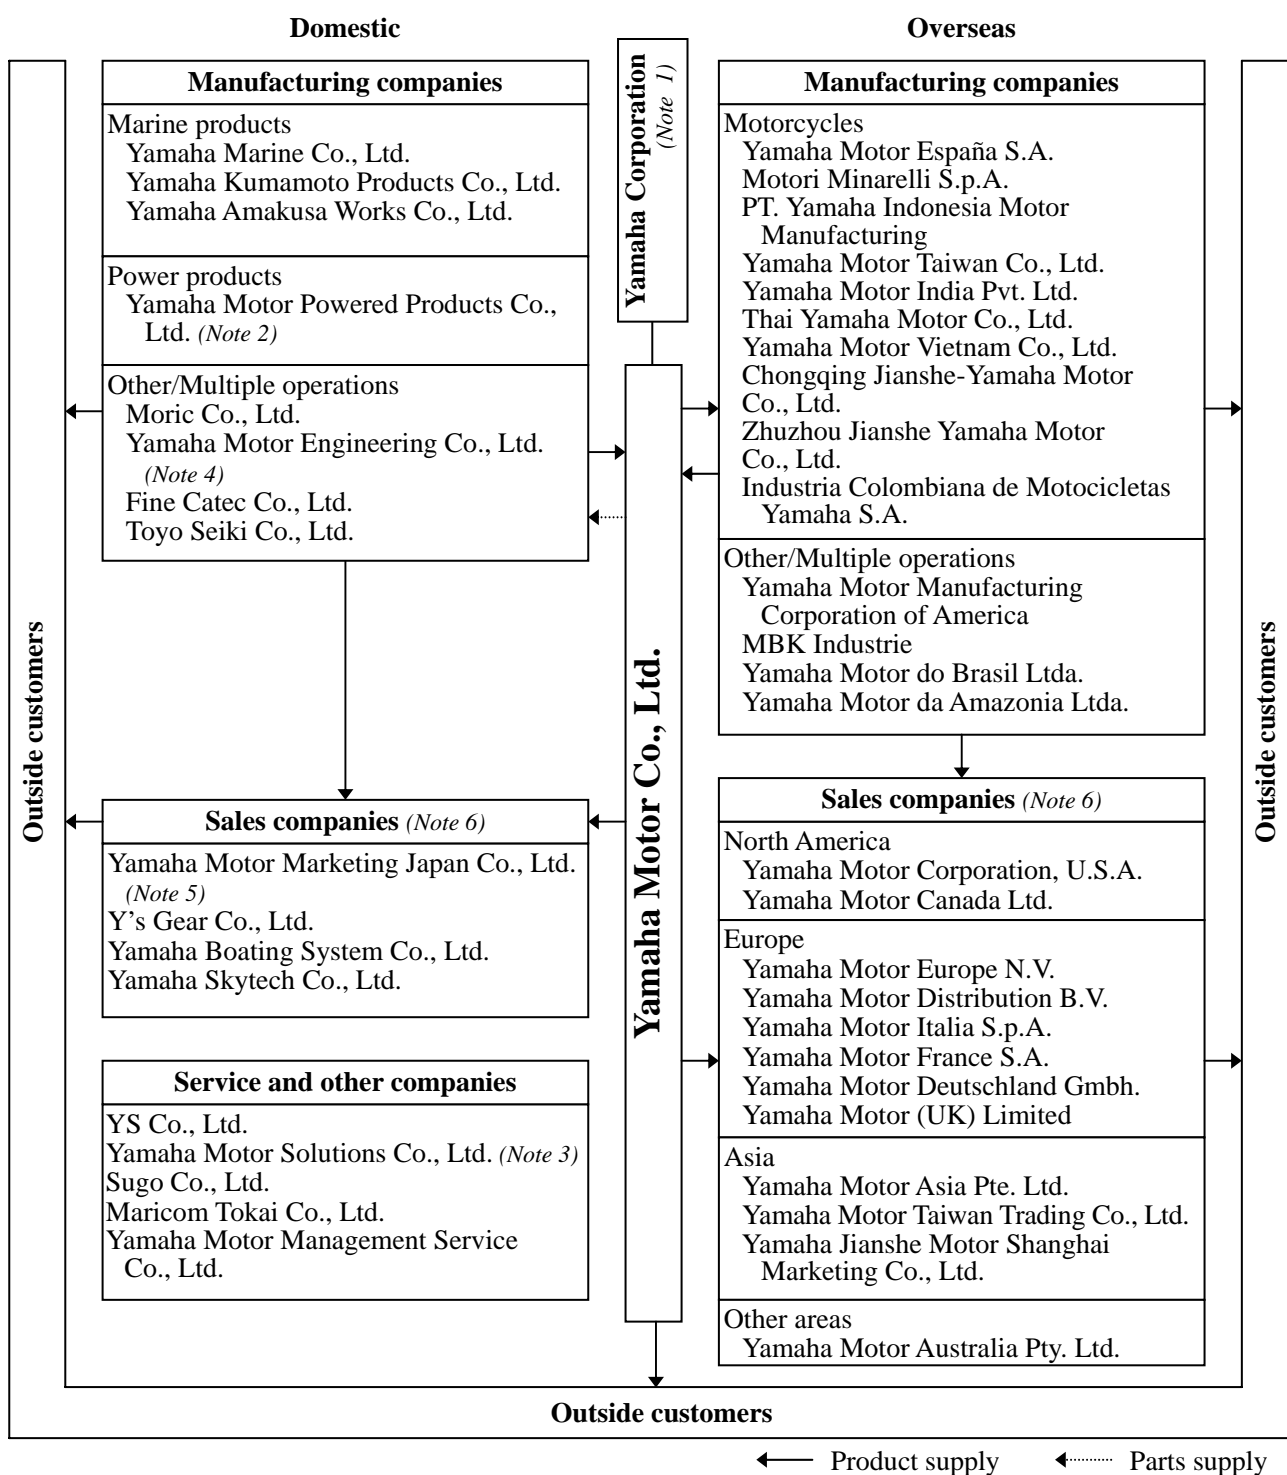 Domestic
Outside customers
Manufacturing companies
Marine products
Yamaha Marine Co., Ltd.
Yamaha Kumamoto Products Co., Ltd.
Yamaha Amakusa Works Co., Ltd.
Power products
Yamaha Motor Powered Products Co.,
Ltd. (Note 2)
Other/Multiple operations
Moric Co., Ltd.
Yamaha Motor Engineering Co., Ltd.
(Note 4)
Fine Catec Co., Ltd.
Toyo Seiki Co., Ltd.
Sales companies (Note 6)
Yamaha Motor Marketing Japan Co., Ltd.
(Note 5)
Y's Gear Co., Ltd.
Yamaha Boating System Co., Ltd.
Yamaha Skytech Co., Ltd.
Service and other companies
YS Co., Ltd.
Yamaha Motor Solutions Co., Ltd. (Note 3)
Sugo Co., Ltd.
Maricom Tokai Co., Ltd.
Yamaha Motor Management Service
Co., Ltd.
Yamaha Corporation
(Note 1)
Yamaha Motor Co., Ltd.
Overseas
Manufacturing companies
Motorcycles
Yamaha Motor España S.A.
Motori Minarelli S.p.A.
PT. Yamaha Indonesia Motor
Manufacturing
Yamaha Motor Taiwan Co., Ltd.
Yamaha Motor India Pvt. Ltd.
Thai Yamaha Motor Co., Ltd.
Yamaha Motor Vietnam Co., Ltd.
Chongqing Jianshe-Yamaha Motor
Co., Ltd.
Zhuzhou Jianshe Yamaha Motor
Co., Ltd.
Industria Colombiana de Motocicletas
Yamaha S.A.
Other/Multiple operations
Yamaha Motor Manufacturing
Corporation of America
MBK Industrie
Yamaha Motor do Brasil Ltda.
Yamaha Motor da Amazonia Ltda.
Sales companies (Note 6)
North America
Yamaha Motor Corporation, U.S.A.
Yamaha Motor Canada Ltd.
Europe
Yamaha Motor Europe N.V.
Yamaha Motor Distribution B.V.
Yamaha Motor Italia S.p.A.
Yamaha Motor France S.A.
Yamaha Motor Deutschland Gmbh.
Yamaha Motor (UK) Limited
Asia
Yamaha Motor Asia Pte. Ltd.
Yamaha Motor Taiwan Trading Co., Ltd.
Yamaha Jianshe Motor Shanghai
Marketing Co., Ltd.
Other areas
Yamaha Motor Australia Pty. Ltd.
Outside customers
Outside customers
Product supply
Parts supply